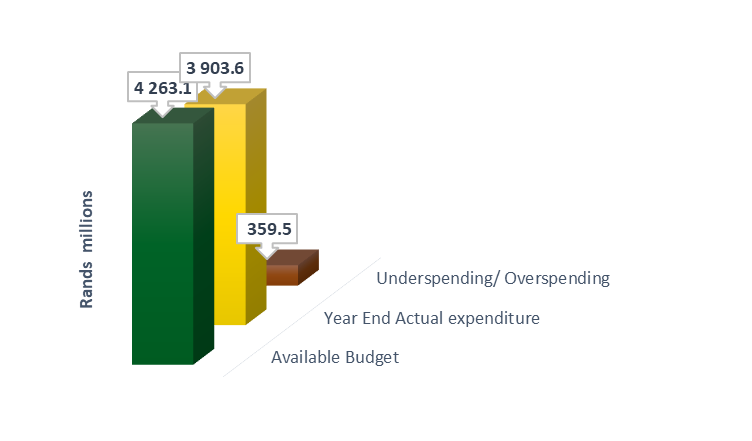 3 903.6
4 263.1
359.5
Rands millions
Underspending/ Overspending
Year End Actual expenditure
Available Budget